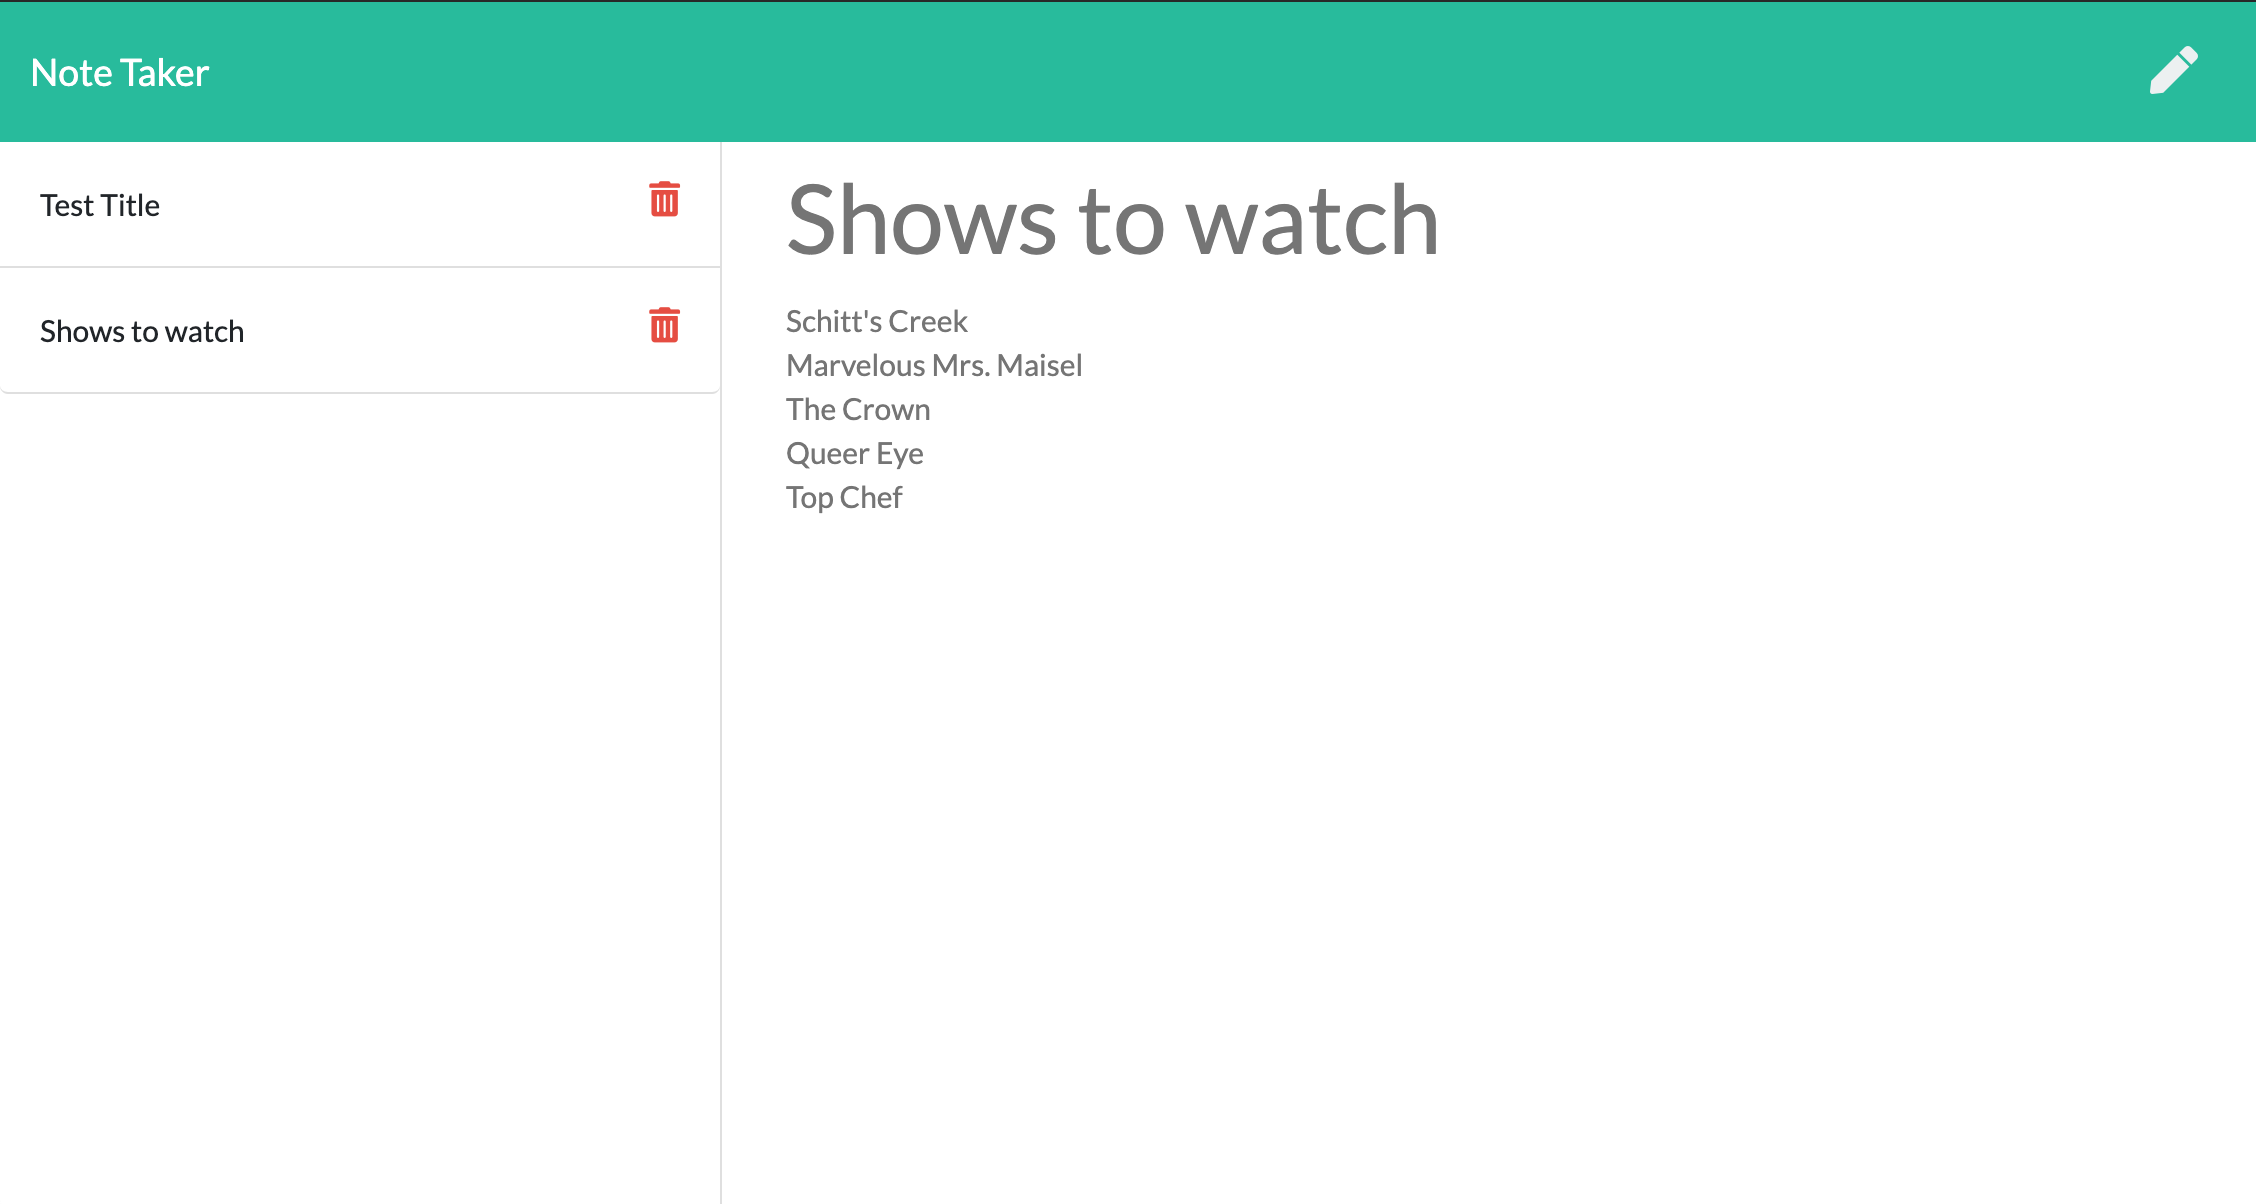 Note Taker
Test Title
Shows to watch
Shows to watch
Schitt's Creek
Marvelous Mrs. Maisel
The Crown
Queer Eye
Top Chef